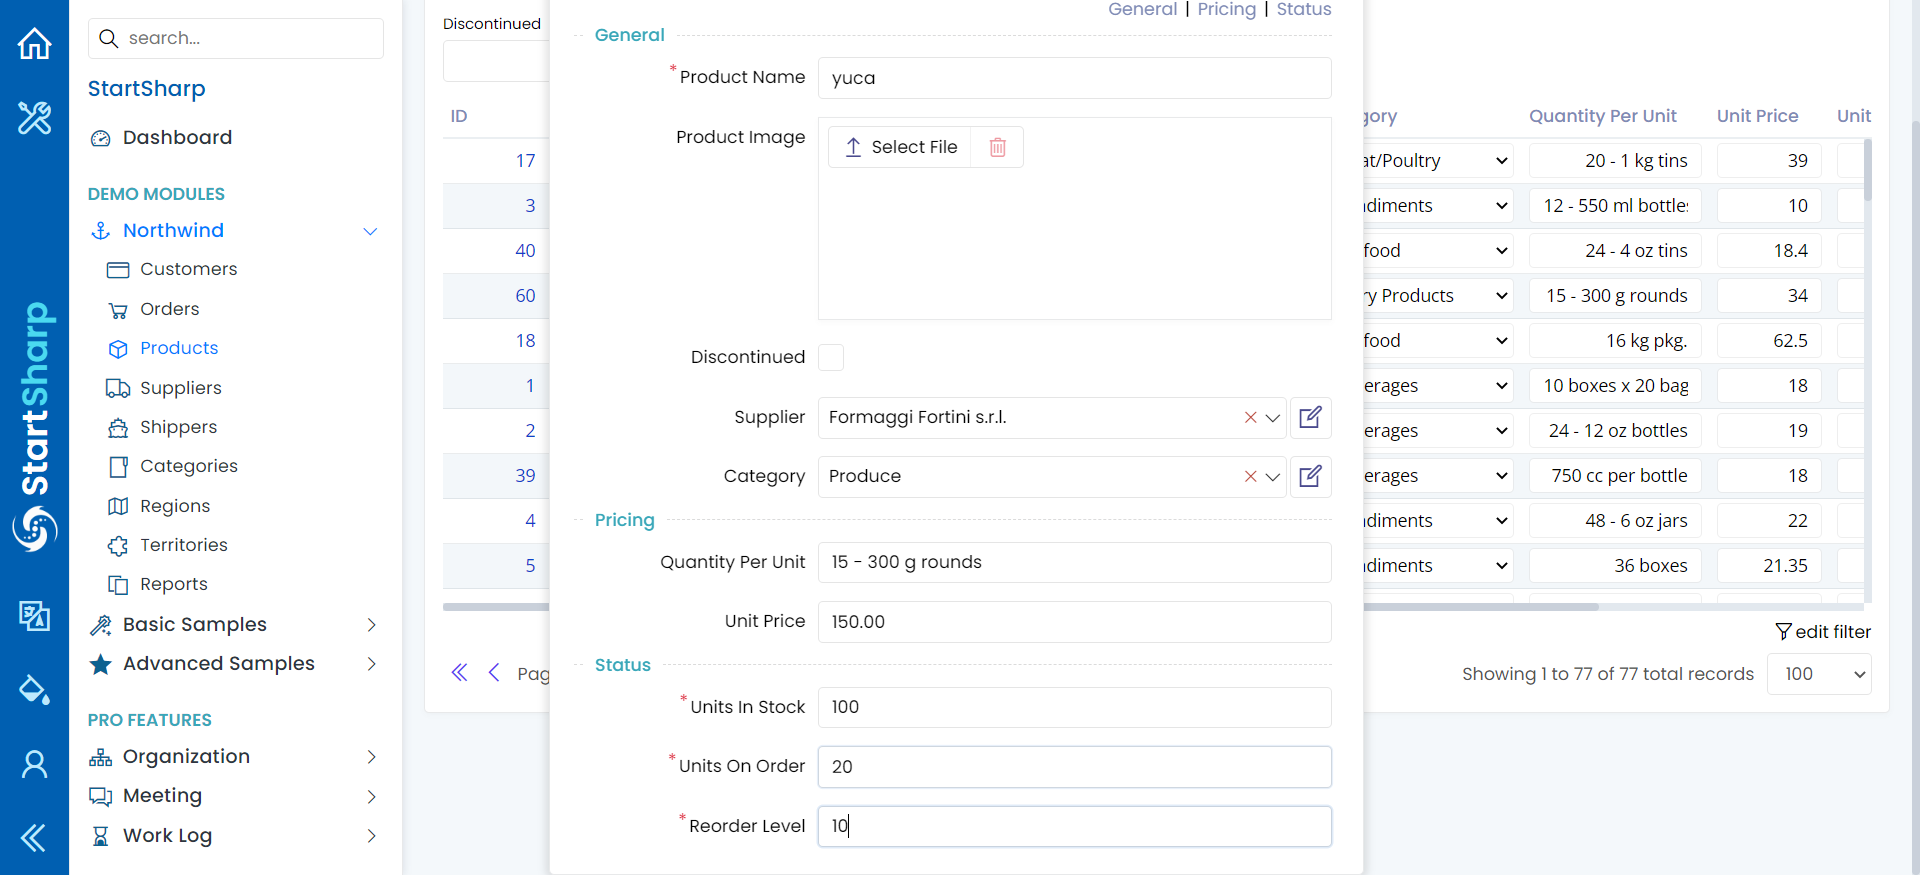 search...
StartSharp
Dashboard
DEMO MODULES
Northwind
Customers
Orders
Products
Suppliers
Shippers
Categories
Regions
Territories
Reports
Basic Samples
Advanced Samples
PRO FEATURES
Organization
Meeting
Work Log
StartSharp
Discontinued
ID
17
3
40
60
18
1
2
39
4
5
Pag
General | Pricing | Status
General
*Product Name yuca
Product Image Select File
Discontinued
Supplier Formaggi Fortini s.r.l.
Category Produce
Pricing
Quantity Per Unit 15 - 300 g rounds
Unit Price 150.00
Status
*Units In Stock 100
*Units On Order 20
*Reorder Level 10
gory Quantity Per Unit Unit Price Unit
at/Poultry 20 - 1 kg tins 39
diments 12 - 550 ml bottles 10
food 24 - 4 oz tins 18.4
ry Products 15 - 300 g rounds 34
food 16 kg pkg. 62.5
erages 10 boxes x 20 bag 18
erages 24 - 12 oz bottles 19
erages 750 cc per bottle 18
diments 48 - 6 oz jars 22
diments 36 boxes 21.35
edit filter
Showing 1 to 77 of 77 total records 100